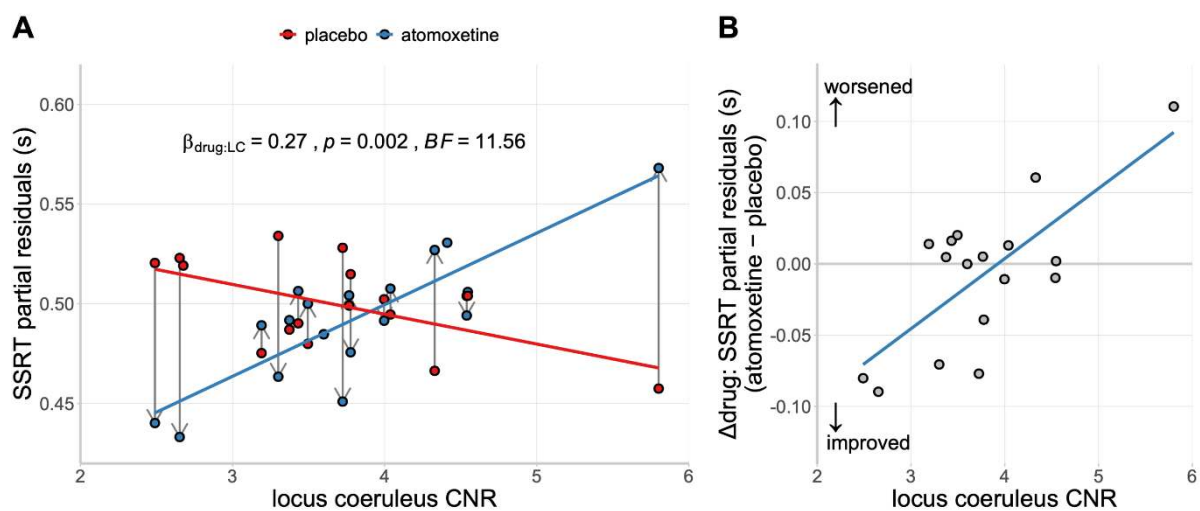 A
placebo atomoxetine
SSRT partial residuals (s)
0.60
0.55
0.50
0.45
βdrug:LC = 0.27 , p = 0.002 , BF = 11.56
2 3 4 5 6
locus coeruleus CNR
B
Δdrug: SSRT partial residuals (s)
(atomoxetine − placebo)
worsened
0.10
0.05
0.00
-0.05
-0.10
improved
2 3 4 5 6
locus coeruleus CNR